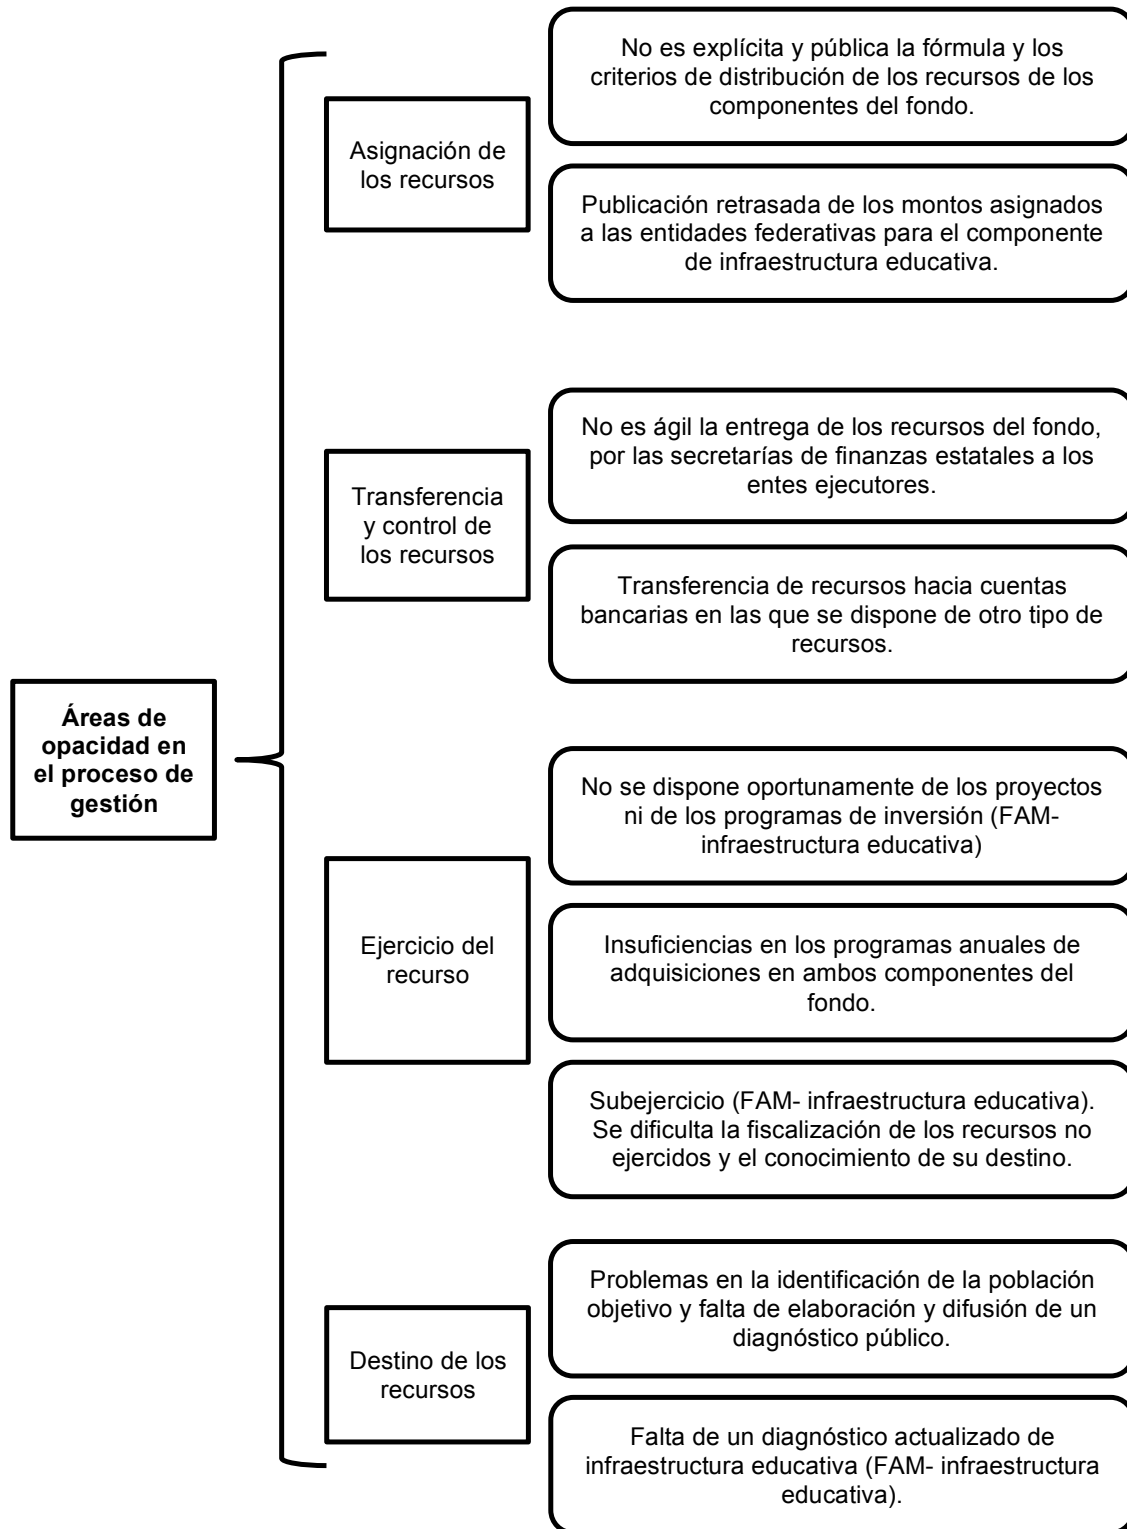 Áreas de
opacidad en
el proceso de
gestión
Asignación de
los recursos
No es explícita y pública la fórmula y los
criterios de distribución de los recursos de los
componentes del fondo.
Publicación retrasada de los montos asignados
a las entidades federativas para el componente
de infraestructura educativa.
Transferencia
y control de
los recursos
No es ágil la entrega de los recursos del fondo,
por las secretarías de finanzas estatales a los
entes ejecutores.
Transferencia de recursos hacia cuentas
bancarias en las que se dispone de otro tipo de
recursos.
Ejercicio del
recurso
No se dispone oportunamente de los proyectos
ni de los programas de inversión (FAM-
infraestructura educativa)
Insuficiencias en los programas anuales de
adquisiciones en ambos componentes del
fondo.
Subejercicio (FAM- infraestructura educativa).
Se dificulta la fiscalización de los recursos no
ejercidos y el conocimiento de su destino.
Destino de los
recursos
Problemas en la identificación de la población
objetivo y falta de elaboración y difusión de un
diagnóstico público.
Falta de un diagnóstico actualizado de
infraestructura educativa (FAM- infraestructura
educativa).